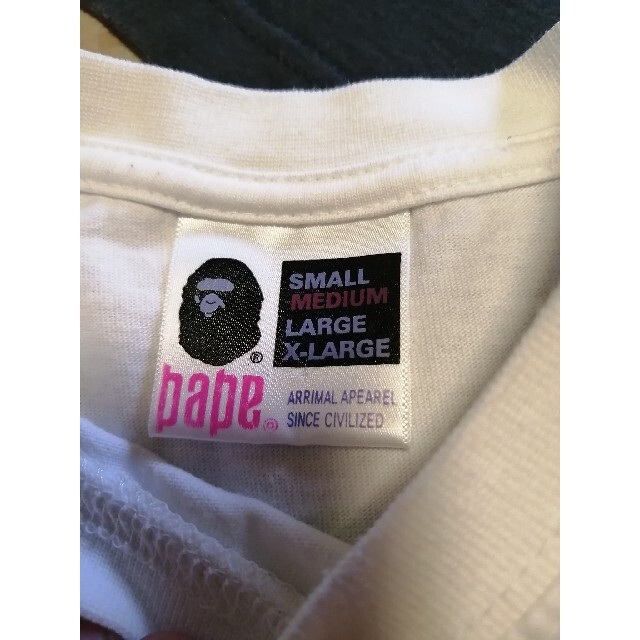 SMALL
MEDIUM
LARGE
X-LARGE
®
bape®
ARRIMAL APEAREL
SINCE CIVILIZED